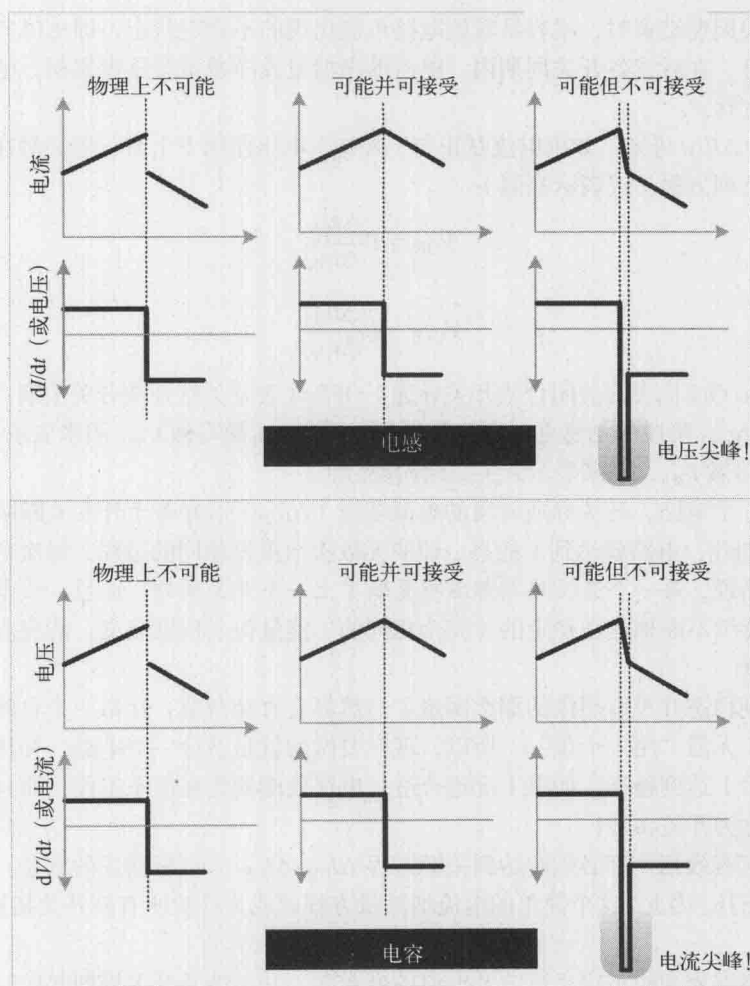 物理上不可能
可能并可接受
可能但不可接受
电流
dI/dt（或电压）
电感
电压尖峰!
物理上不可能
可能并可接受
可能但不可接受
电压
dV/dt（或电流）
电容
电流尖峰!